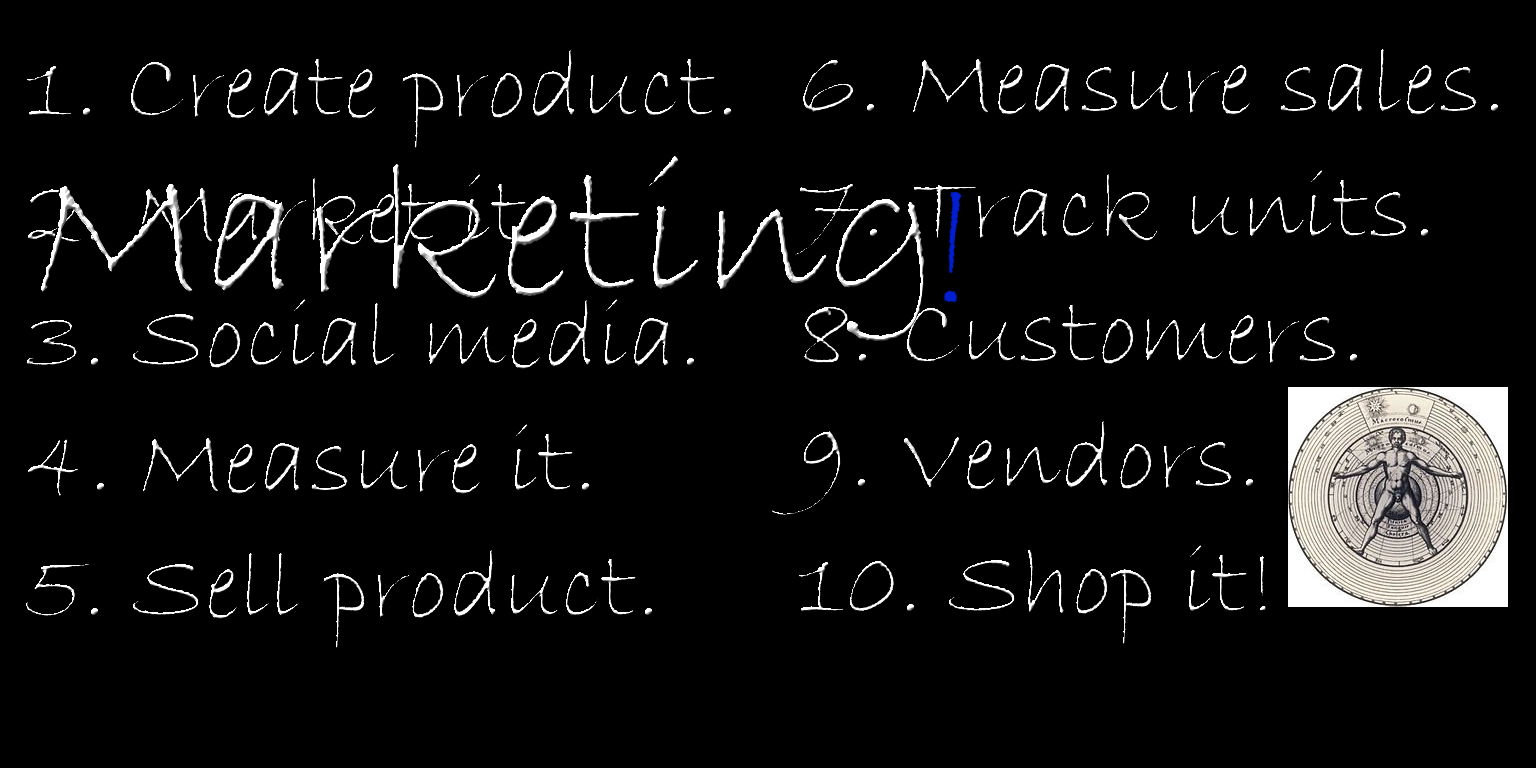 1. Create product.
2. Market it.
3. Social media.
4. Measure it.
5. Sell product.
Marketing!
6. Measure sales.
7. Track units.
8. Customers.
9. Vendors.
10. Shop it!
Macrocosmus